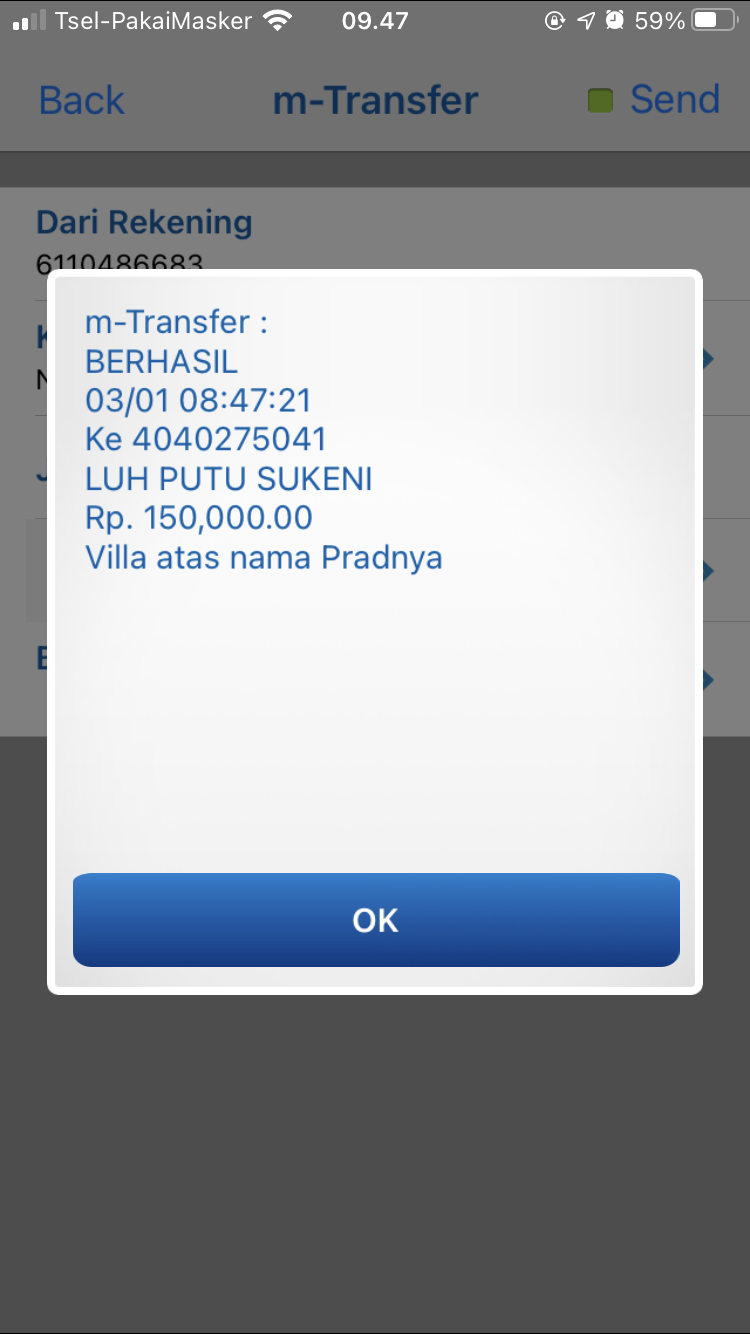 Tsel-PakaiMasker 09.47 59%
Back m-Transfer Send
Dari Rekening
6110486683
m-Transfer :
BERHASIL
03/01 08:47:21
Ke 4040275041
LUH PUTU SUKENI
Rp. 150,000.00
Villa atas nama Pradnya
OK